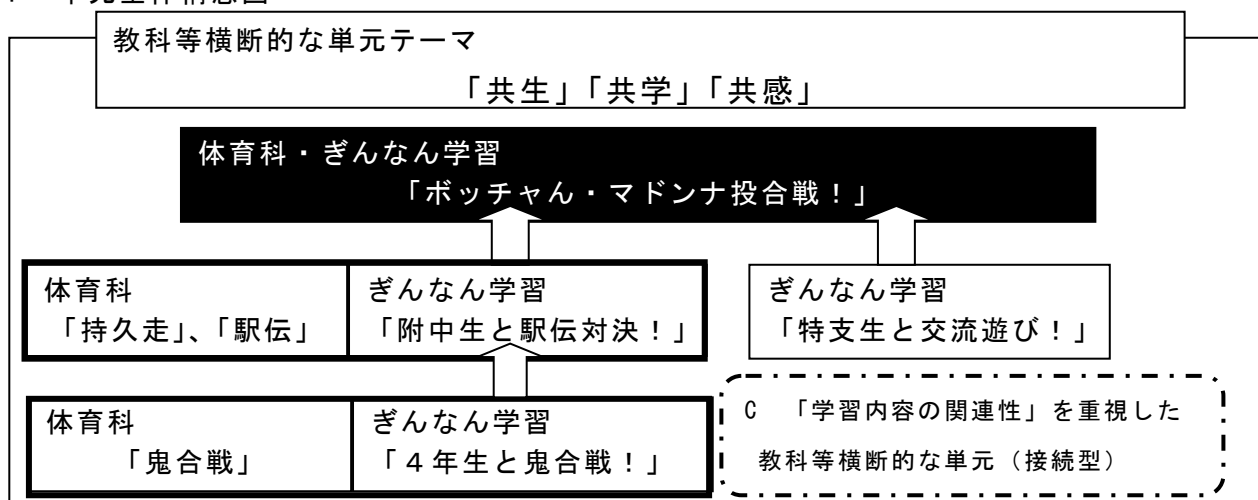 教科等横断的な単元テーマ
「共生」「共学」「共感」
体育科・ぎんなん学習
「ボッチャん・マドンナ投合戦！」
体育科
「持久走」、「駅伝」
ぎんなん学習
「附中生と駅伝対決！」
ぎんなん学習
「特支生と交流遊び！」
体育科
「鬼合戦」
ぎんなん学習
「４年生と鬼合戦！」
C 「学習内容の関連性」を重視した
教科等横断的な単元（接続型）